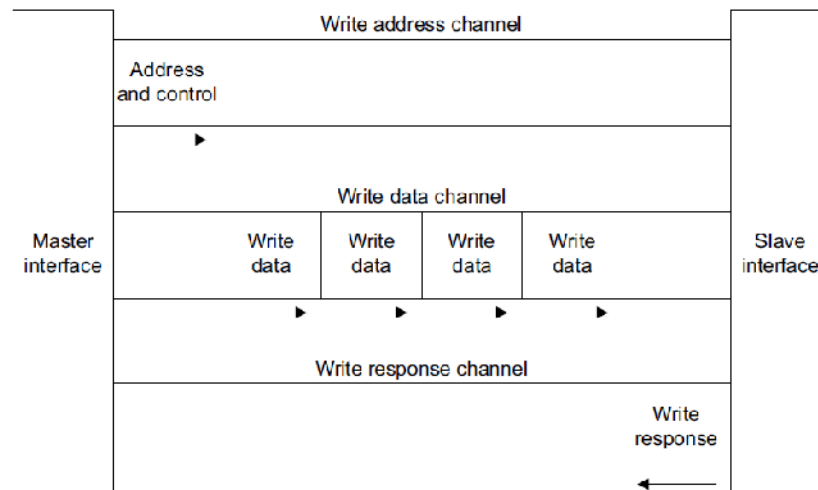 Write address channel
Address
and control
Write data channel
Master
interface
Write
data
Write
data
Write
data
Write
data
Slave
interface
Write response channel
Write
response